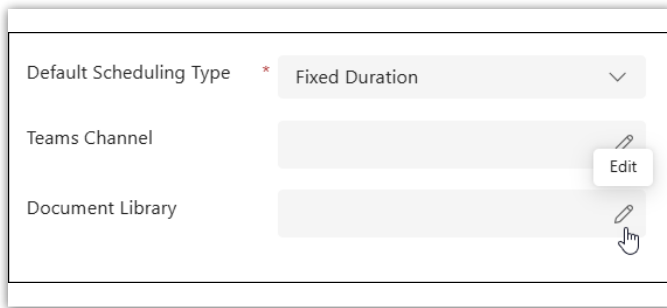 Default Scheduling Type * Fixed Duration
Teams Channel
Edit
Document Library